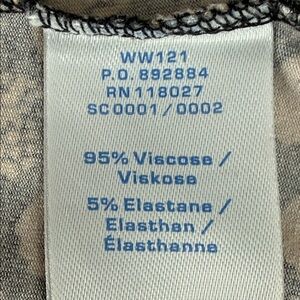 WW121
P.O. 892884
RN 118027
SC0001/0002
95% Viscose /
Viskose
5% Elastane /
Elasthan /
Élasthanne